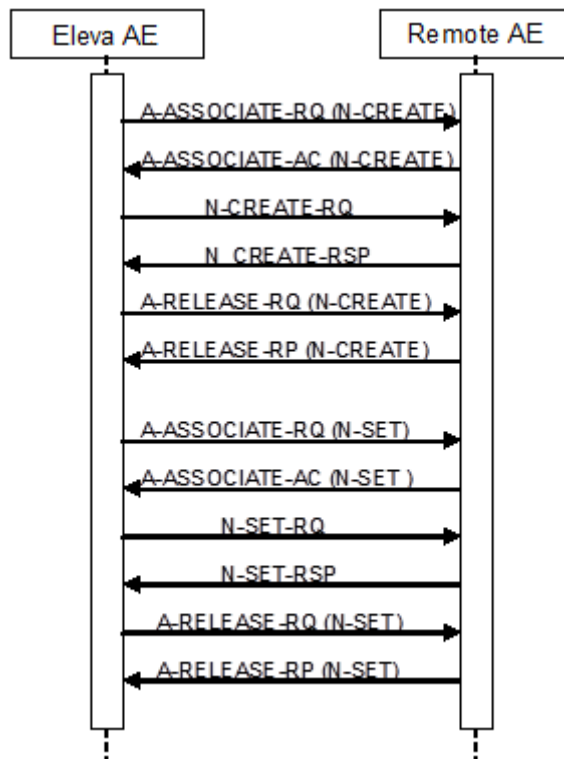 Eleva AE
Remote AE
A-ASSOCIATE-RQ (N-CREATE)
A-ASSOCIATE-AC (N-CREATE)
N-CREATE-RQ
N_CREATE-RSP
A-RELEASE-RQ (N-CREATE)
A-RELEASE-RP (N-CREATE)
A-ASSOCIATE-RQ (N-SET)
A-ASSOCIATE-AC (N-SET )
N-SET-RQ
N-SET-RSP
A-RELEASE-RQ (N-SET)
A-RELEASE-RP (N-SET)